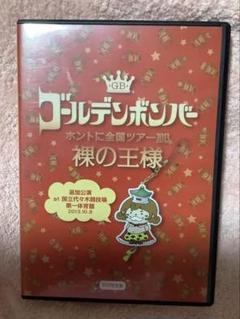 GB
ゴールデンボンバー
ホントに全国ツアー2013
裸の王様
追加公演
at 国立代々木競技場
第一体育館
2013.10.9